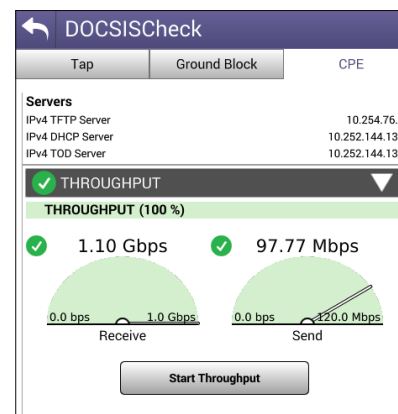 DOCSISCheck
Tap Ground Block CPE
Servers
IPv4 TFTP Server 10.254.76.
IPv4 DHCP Server 10.252.144.13
IPv4 TOD Server 10.252.144.13
THROUGHPUT
THROUGHPUT (100 %)
1.10 Gbps 97.77 Mbps
0.0 bps 1.0 Gbps 0.0 bps 120.0 Mbps
Receive Send
Start Throughput